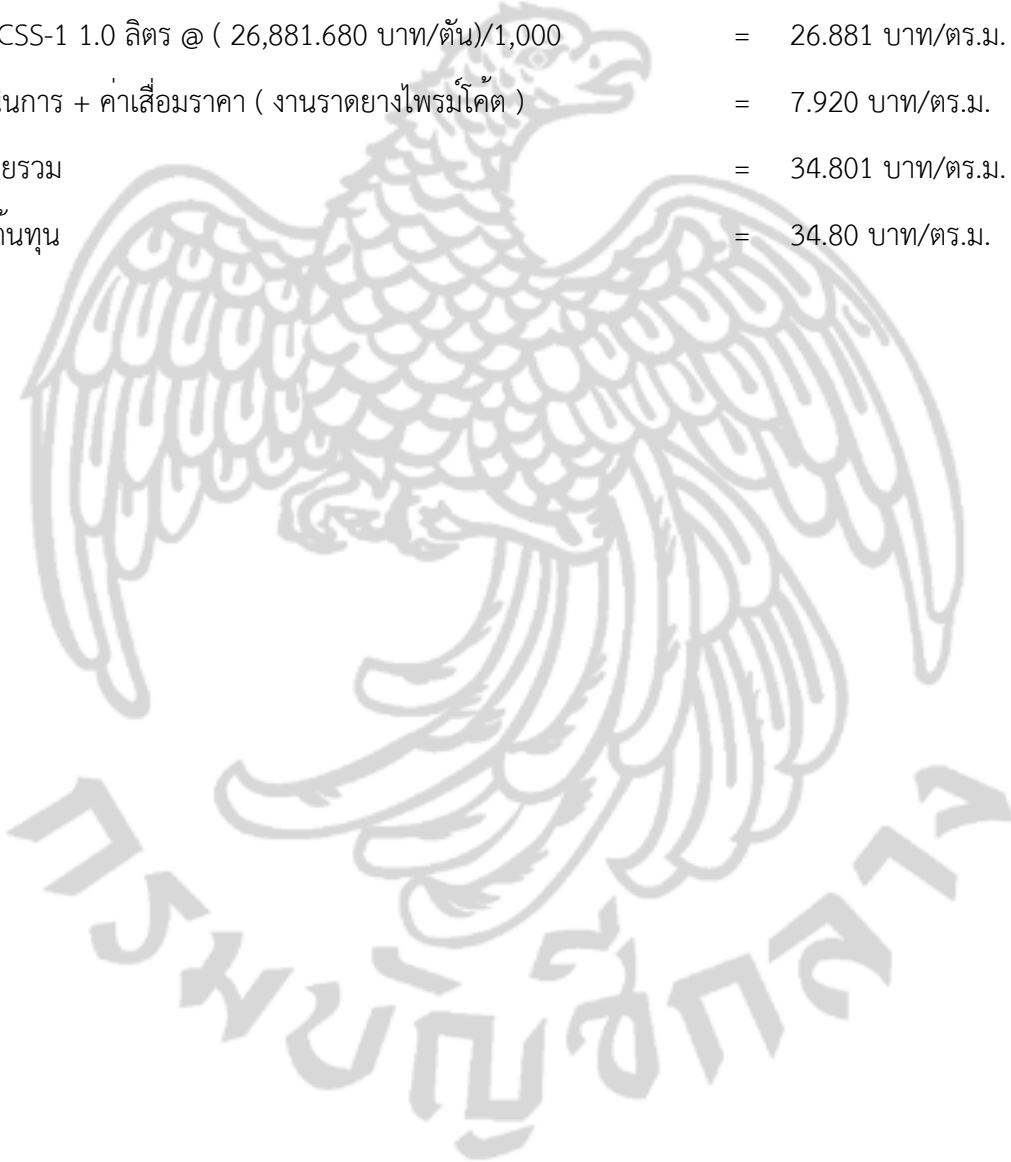 CSS-1 1.0 ลิตร @ ( 26,881.680 บาท/ตัน)/1,000 = 26.881 บาท/ตร.ม.
นินการ + ค่าเสื่อมราคา ( งานราดยางไพรม์โค้ต ) = 7.920 บาท/ตร.ม.
ยรวม = 34.801 บาท/ตร.ม.
้นทุน = 34.80 บาท/ตร.ม.
กรมบัญชีกลาง